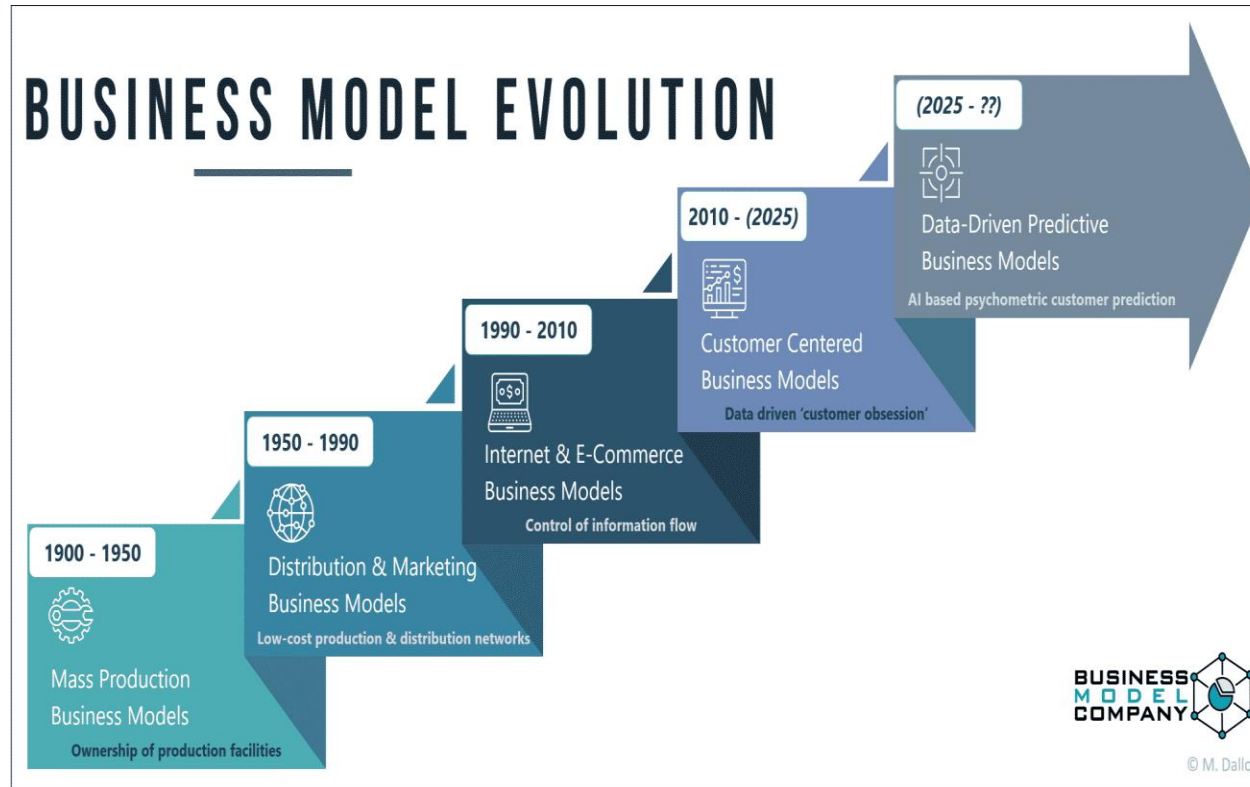 BUSINESS MODEL EVOLUTION
1900 - 1950
Mass Production
Business Models
Ownership of production facilities
1950 - 1990
Distribution & Marketing
Business Models
Low-cost production & distribution networks
1990 - 2010
Internet & E-Commerce
Business Models
Control of information flow
2010 - (2025)
Customer Centered
Business Models
Data driven ‘customer obsession’
(2025 - ??)
Data-Driven Predictive
Business Models
AI based psychometric customer prediction
BUSINESS
MODEL
COMPANY
© M.